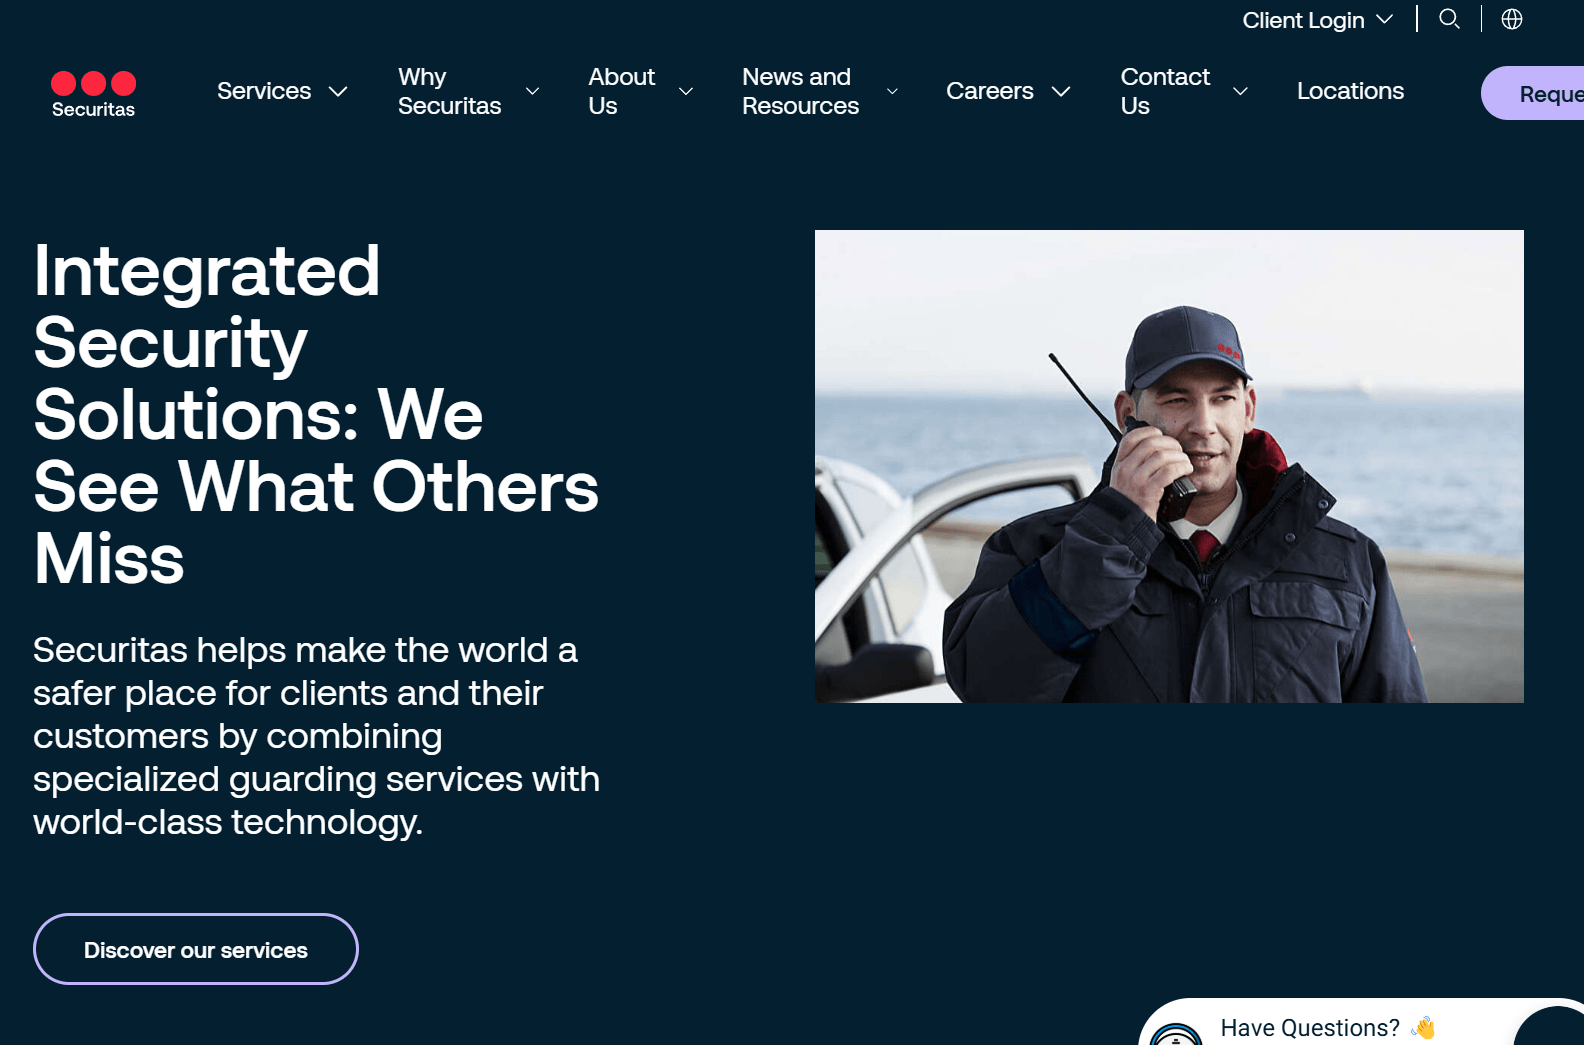 Client Login
Securitas
Services
Why
Securitas
About
Us
News and
Resources
Careers
Contact
Us
Locations
Reque
Integrated
Security
Solutions: We
See What Others
Miss
Securitas helps make the world a
safer place for clients and their
customers by combining
specialized guarding services with
world-class technology.
Discover our services
Have Questions? 👋